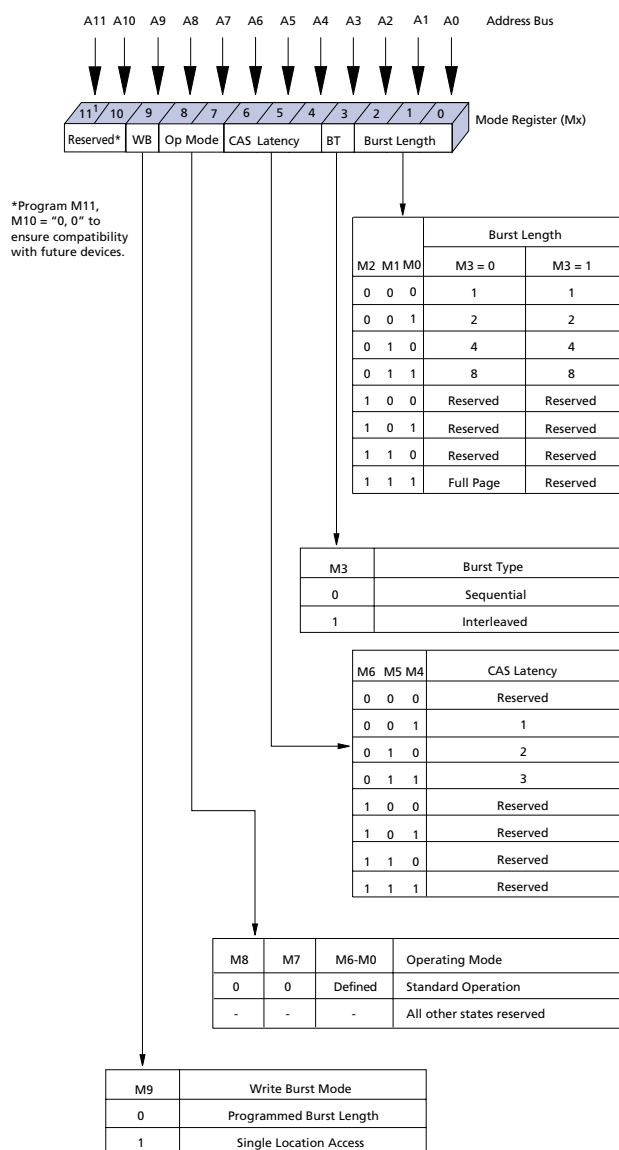 A11 A10 A9 A8 A7 A6 A5 A4 A3 A2 A1 A0 Address Bus
11¹ 10 9 8 7 6 5 4 3 2 1 0 Mode Register (Mx)
Reserved* WB Op Mode CAS Latency BT Burst Length
*Program M11,
M10 = “0, 0” to
ensure compatibility
with future devices.
Burst Length
M2 M1 M0 M3 = 0 M3 = 1
0 0 0 1 1
0 0 1 2 2
0 1 0 4 4
0 1 1 8 8
1 0 0 Reserved Reserved
1 0 1 Reserved Reserved
1 1 0 Reserved Reserved
1 1 1 Full Page Reserved
M3 Burst Type
0 Sequential
1 Interleaved
M6 M5 M4 CAS Latency
0 0 0 Reserved
0 0 1 1
0 1 0 2
0 1 1 3
1 0 0 Reserved
1 0 1 Reserved
1 1 0 Reserved
1 1 1 Reserved
M8 M7 M6-M0 Operating Mode
0 0 Defined Standard Operation
- - - All other states reserved
M9 Write Burst Mode
0 Programmed Burst Length
1 Single Location Access